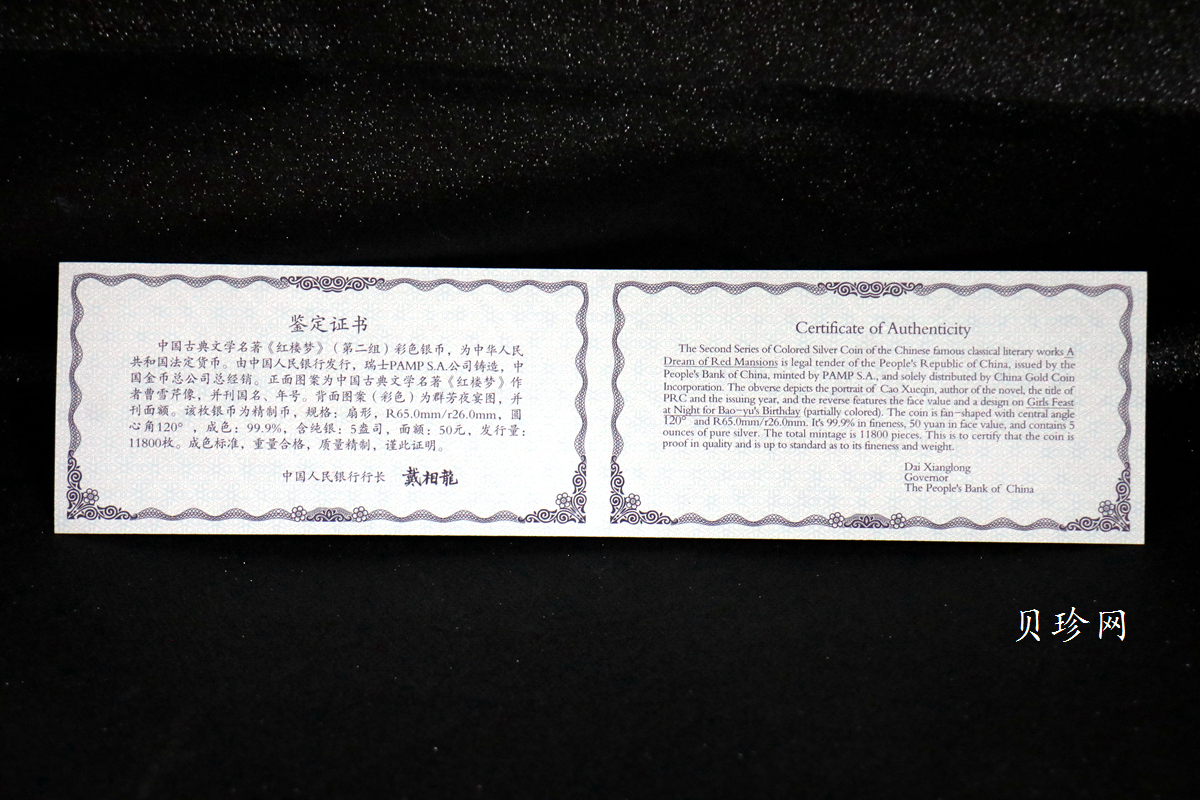 鉴定证书
中国古典文学名著《红楼梦》(第二组)彩色银币，为中华人民
共和国法定货币。由中国人民银行发行，瑞士PAMP S.A.公司铸造，中
国金币总公司总经销。正面图案为中国古典文学名著《红楼梦》作
者曹雪芹像，并刊国名、年号。背面图案（彩色）为群芳夜宴图，并
刊面额。该枚银币为精制币，规格：扇形，R65.0mm/r26.0mm，圆
心角120°，成色：99.9%，含纯银：5盎司，面额：50元，发行量：
11800枚。成色标准，重量合格，质量精制，谨此证明。
中国人民银行行长 戴相龍
Certificate of Authenticity
The Second Series of Colored Silver Coin of the Chinese famous classical literary works A
Dream of Red Mansions is legal tender of the People's Republic of China, issued by the
People's Bank of China, minted by PAMP S.A., and solely distributed by China Gold Coin
Incorporation. The obverse depicts the portrait of Cao Xueqin, author of the novel, the title of
PRC and the issuing year, and the reverse features the face value and a design on Girls Feast
at Night for Bao-yu's Birthday (partially colored). The coin is fan-shaped with central angle
120° and R65.0mm/r26.0mm. It's 99.9% in fineness, 50 yuan in face value, and contains 5
ounces of pure silver. The total mintage is 11800 pieces. This is to certify that the coin is
proof in quality and is up to standard as to its fineness and weight.
Dai Xianglong
Governor
The People's Bank of China
贝珍网